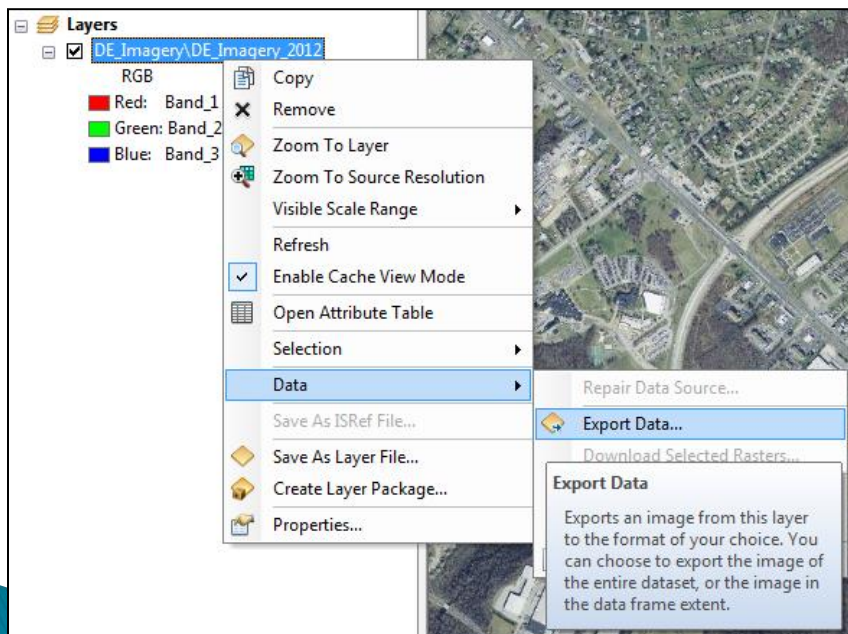 Layers
DE_Imagery\DE_Imagery_2012
RGB
Red: Band_1
Green: Band_2
Blue: Band_3
Copy
Remove
Zoom To Layer
Zoom To Source Resolution
Visible Scale Range
Refresh
Enable Cache View Mode
Open Attribute Table
Selection
Data
Save As ISRef File...
Save As Layer File...
Create Layer Package...
Properties...
Repair Data Source...
Export Data...
Download Selected Rasters...
Export Data
Exports an image from this layer
to the format of your choice. You
can choose to export the image of
the entire dataset, or the image in
the data frame extent.